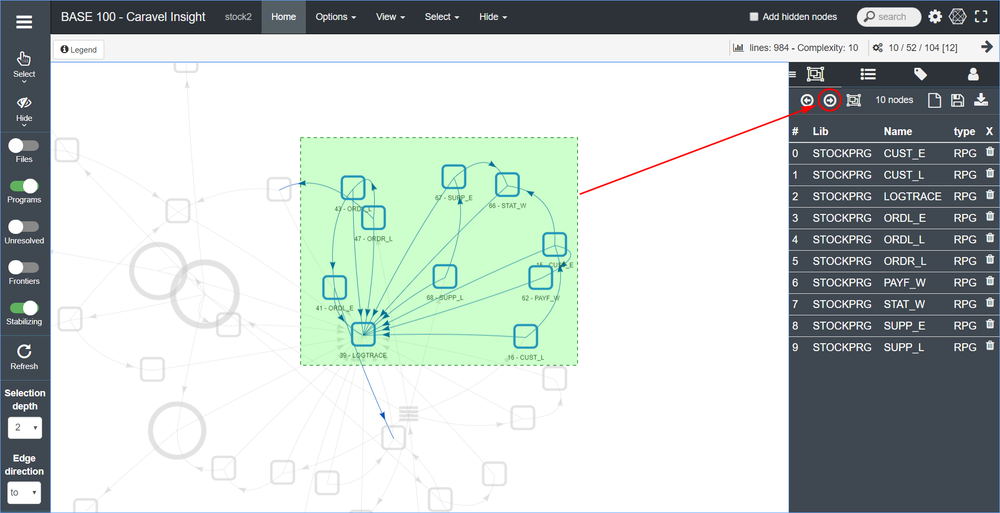 BASE 100 - Caravel Insight
stock2
Home
Options
View
Select
Hide
Add hidden nodes
search
Legend
lines: 984 - Complexity: 10
10 / 52 / 104 [12]
Select
Hide
Files
Programs
Unresolved
Frontiers
Stabilizing
Refresh
Selection
depth
2
Edge
direction
to
67 - SUPP_E
66 - STAT_W
43 - ORDL_L
47 - ORDR_L
15 - CUST_E
68 - SUPP_L
62 - PAYF_W
41 - ORDL_E
39 - LOGTRACE
16 - CUST_L
10 nodes
# Lib Name type X
0 STOCKPRG CUST_E RPG
1 STOCKPRG CUST_L RPG
2 STOCKPRG LOGTRACE RPG
3 STOCKPRG ORDL_E RPG
4 STOCKPRG ORDL_L RPG
5 STOCKPRG ORDR_L RPG
6 STOCKPRG PAYF_W RPG
7 STOCKPRG STAT_W RPG
8 STOCKPRG SUPP_E RPG
9 STOCKPRG SUPP_L RPG